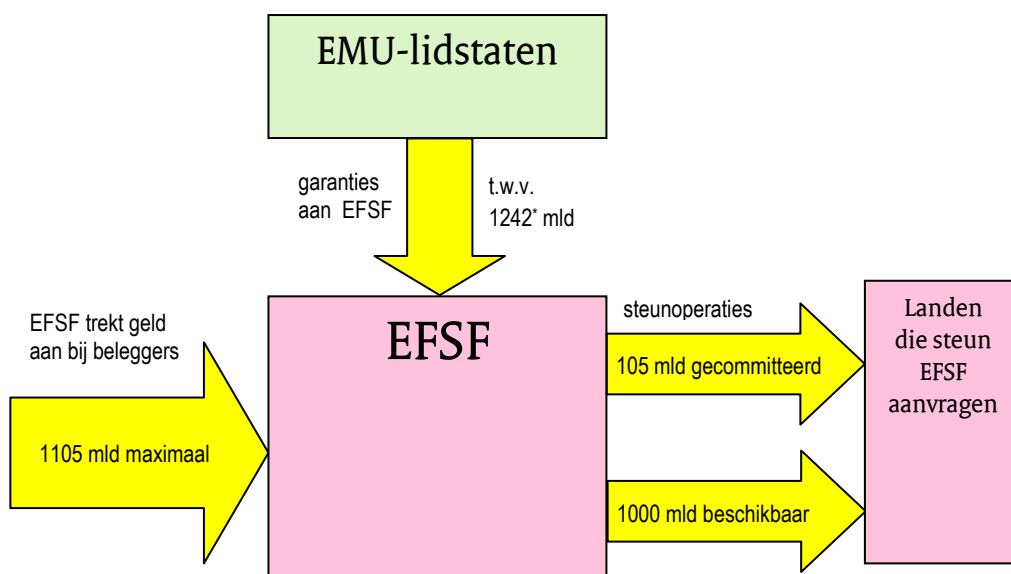 EMU-lidstaten
garanties
aan EFSF
t.w.v.
1242* mld
EFSF trekt geld
aan bij beleggers
1105 mld maximaal
EFSF
steunoperaties
105 mld gecommitteerd
1000 mld beschikbaar
Landen
die steun
EFSF
aanvragen